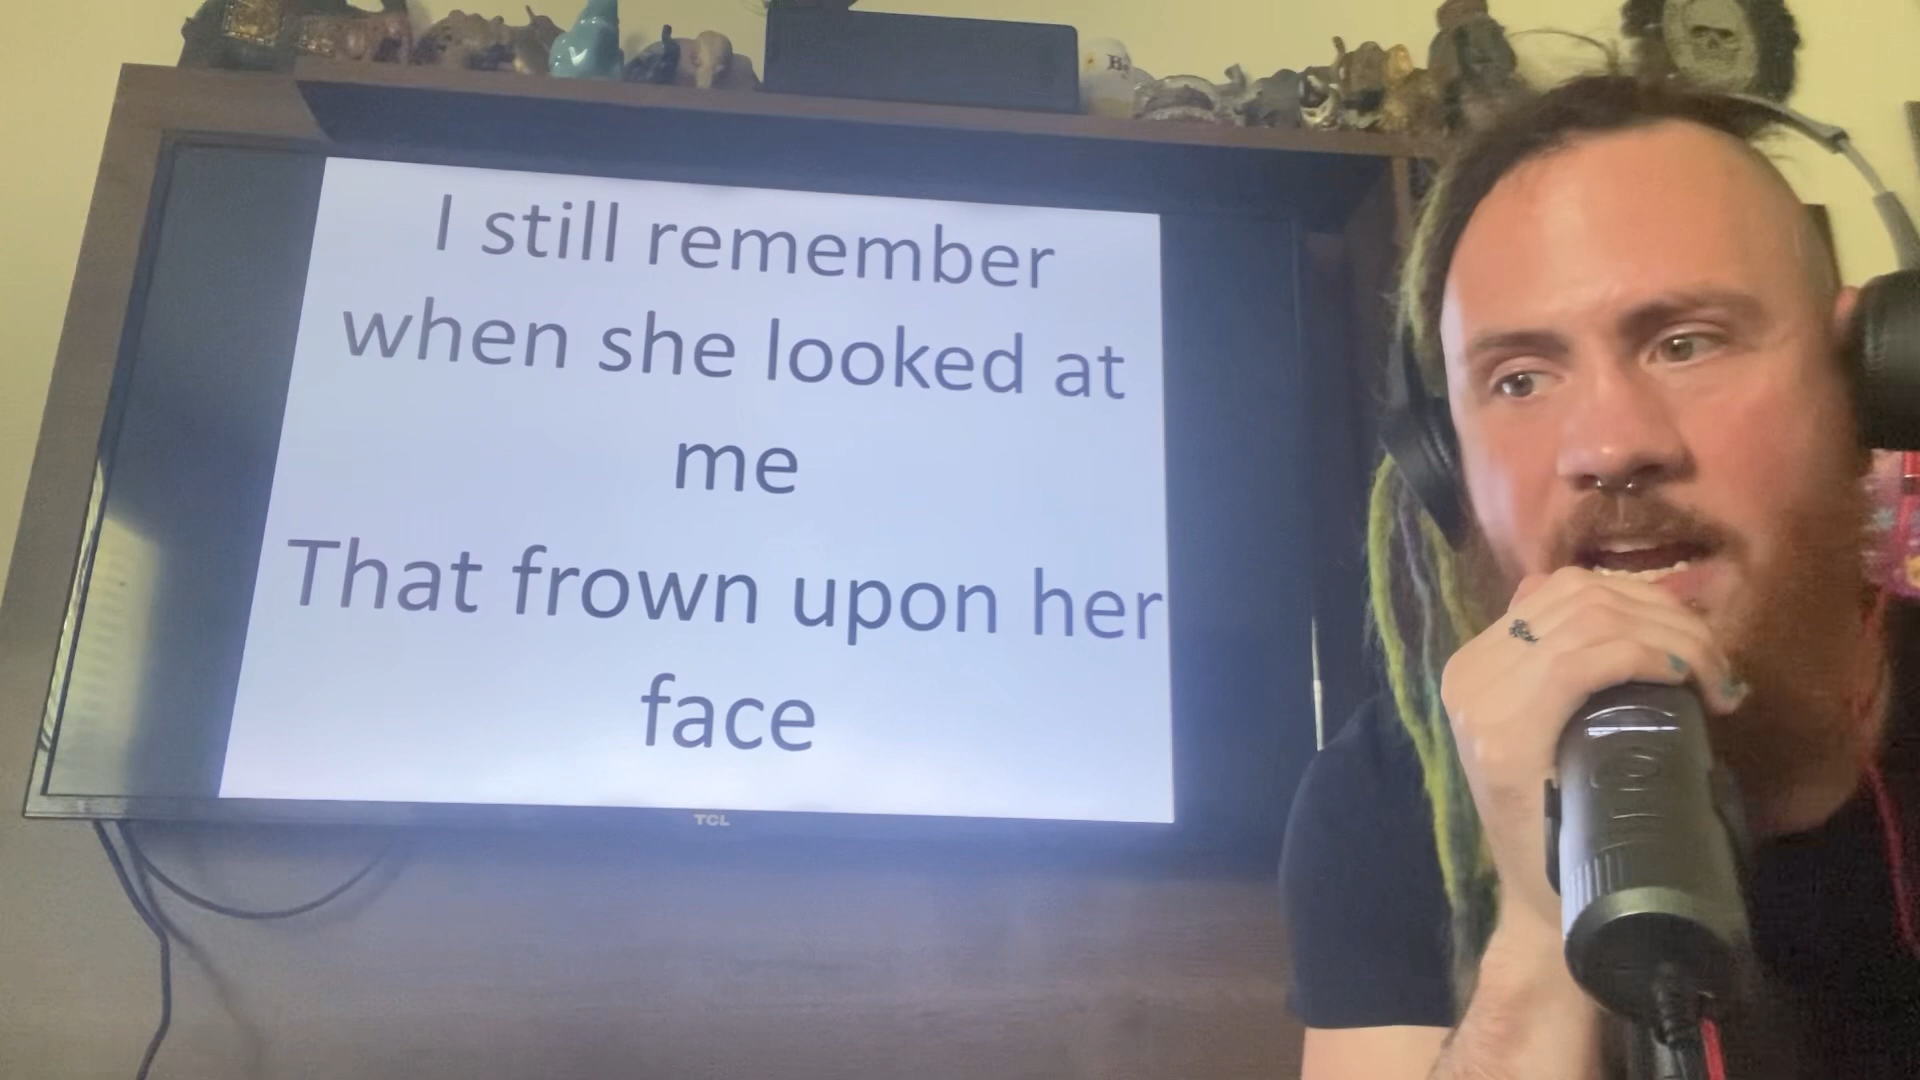 I still remember
when she looked at
me
That frown upon her
face
TCL